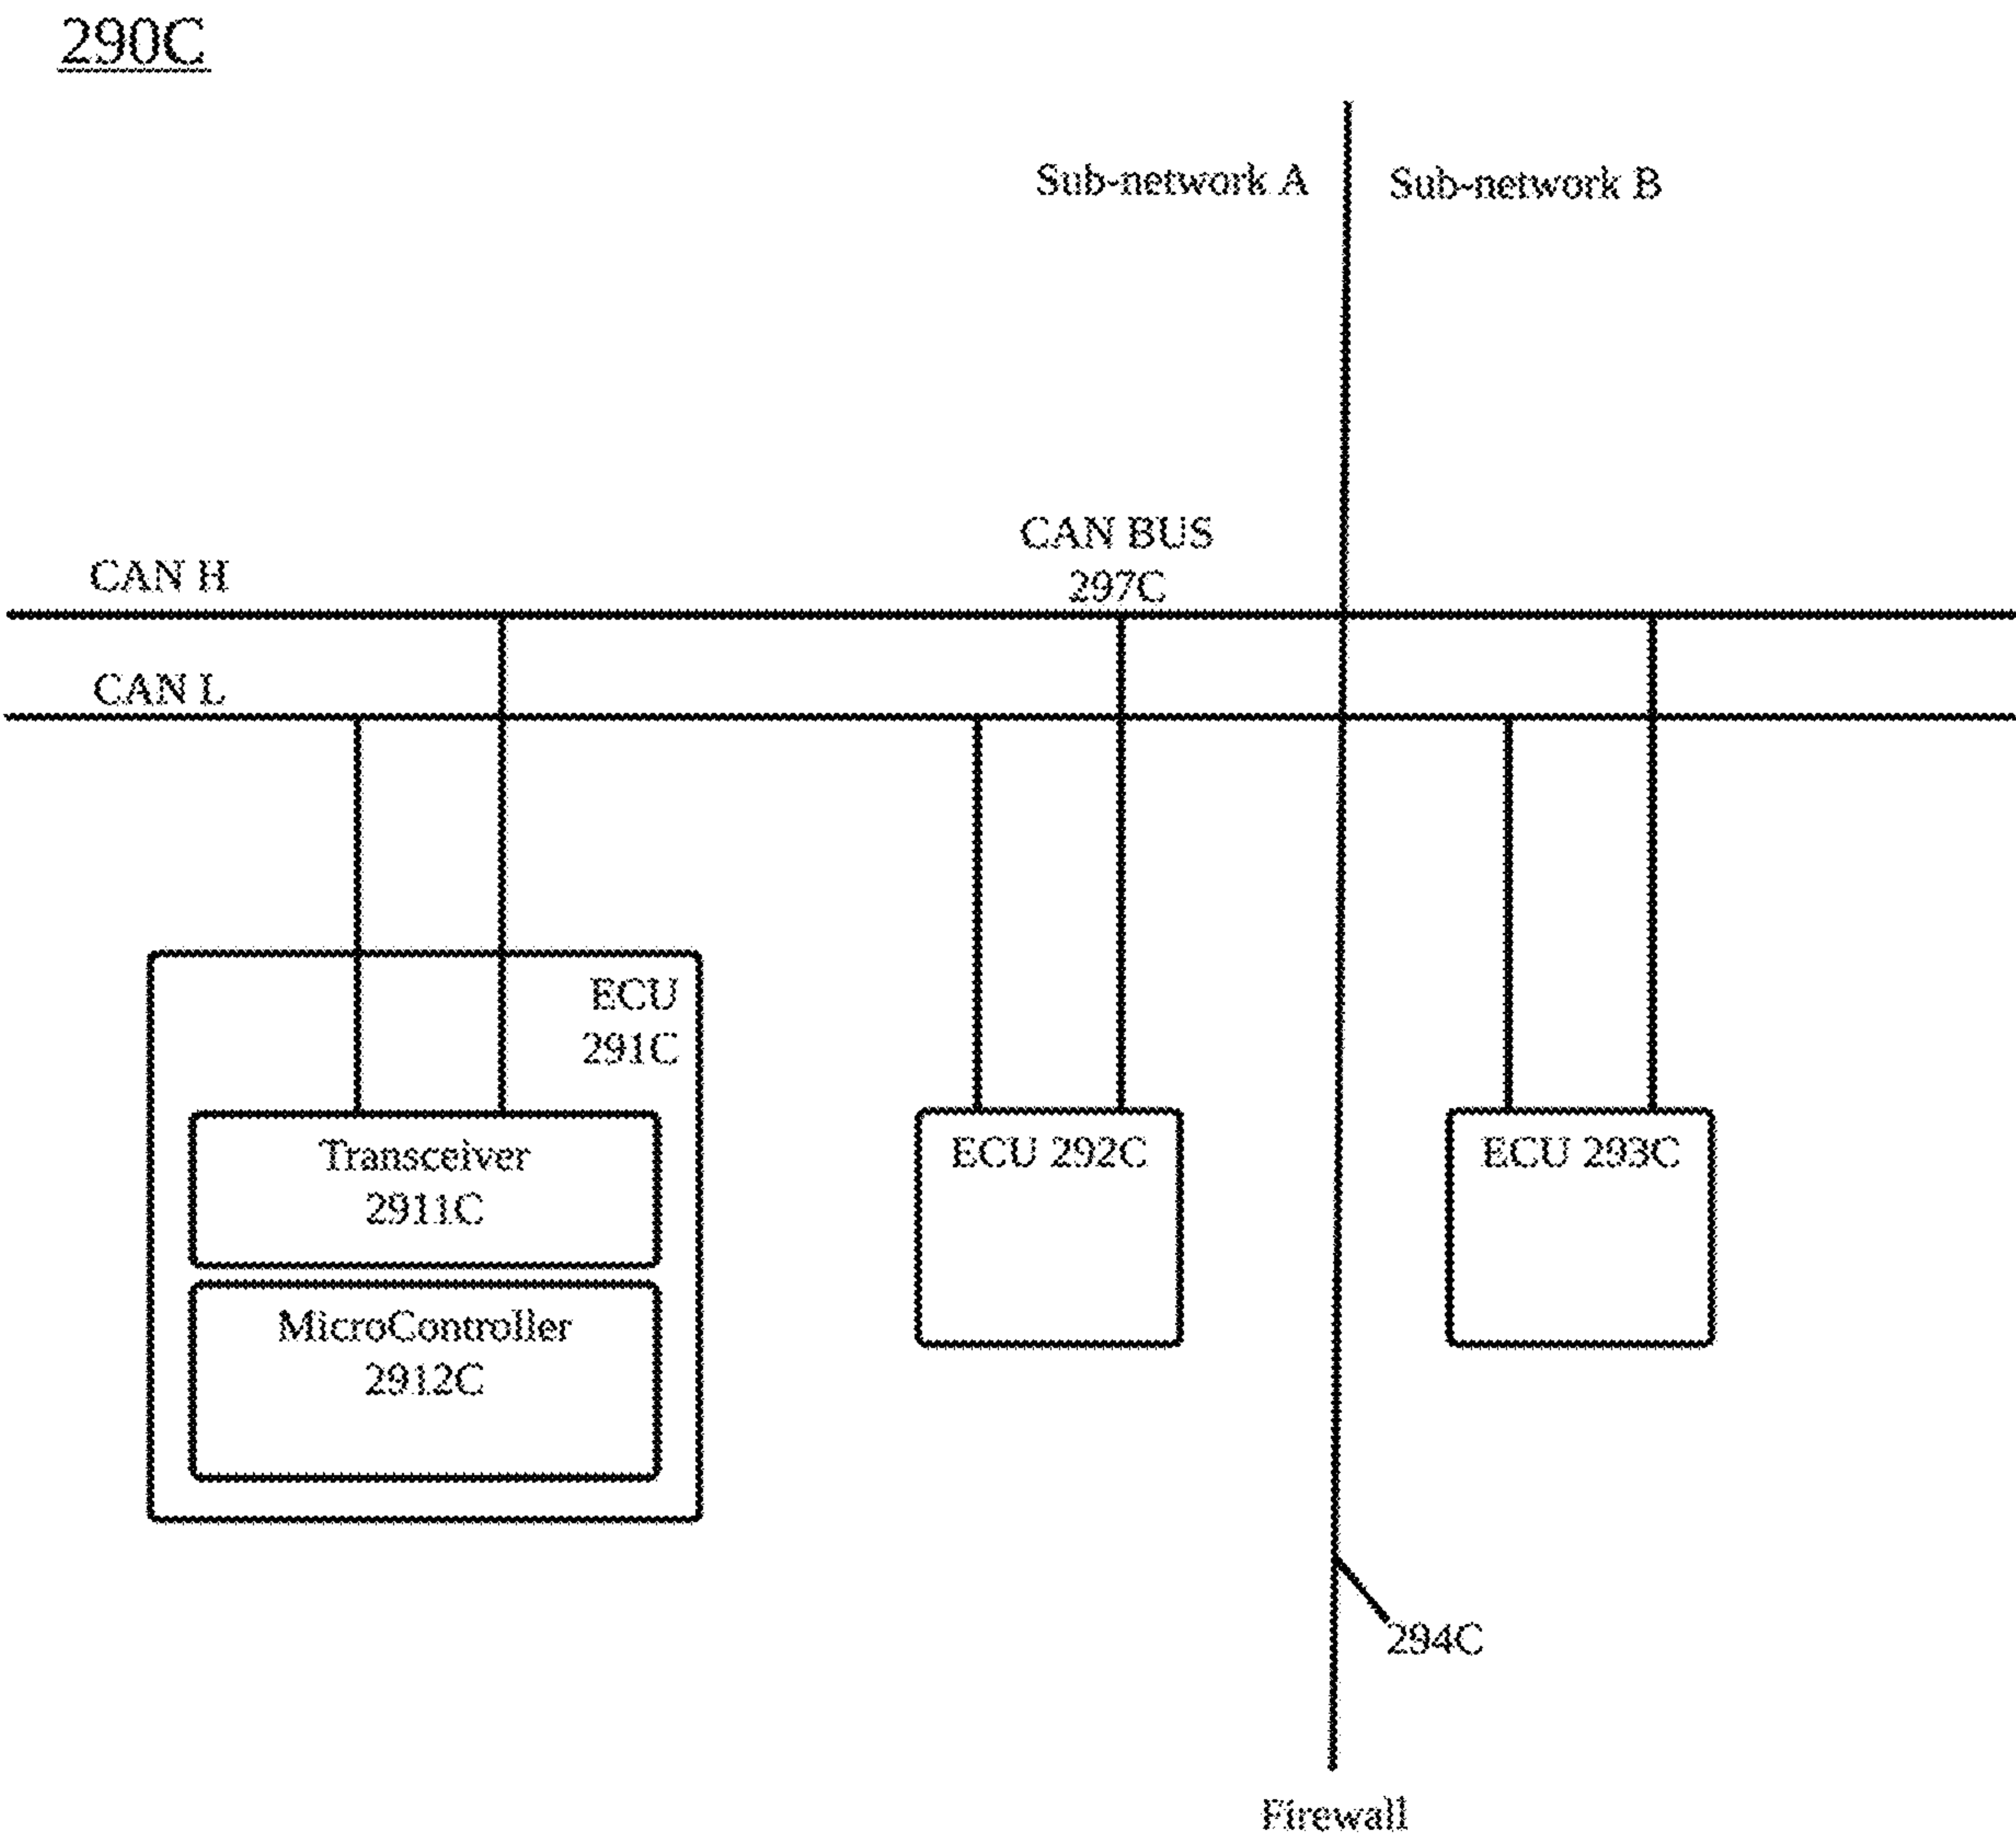 290C
Sub-network A
Sub-network B
CAN BUS
297C
CAN H
CAN L
ECU
291C
Transceiver
2911C
MicroController
2912C
ECU 292C
ECU 293C
294C
Firewall